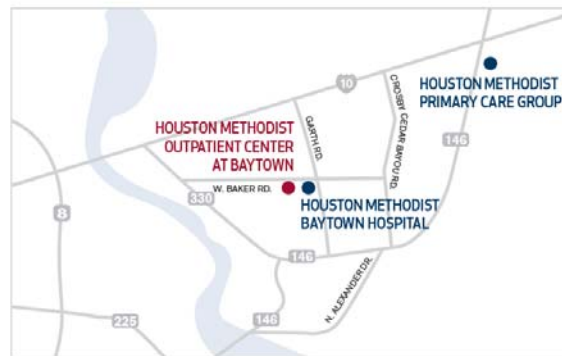 10
HOUSTON METHODIST
PRIMARY CARE GROUP
CROSBY CEDAR BAYOU RD.
GARTH RD.
HOUSTON METHODIST
OUTPATIENT CENTER
AT BAYTOWN
146
W. BAKER RD.
330
HOUSTON METHODIST
BAYTOWN HOSPITAL
8
146
N. ALEXANDER DR.
225
146